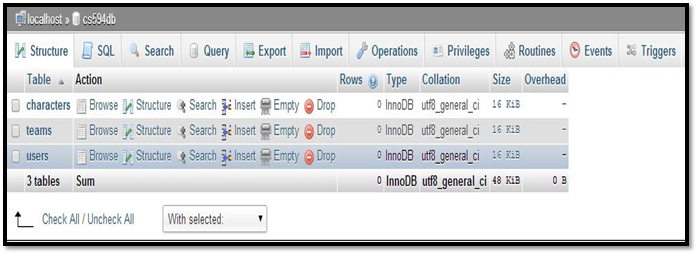 localhost » cs594db
Structure SQL Search Query Export Import Operations Privileges Routines Events Triggers
Table Action Rows Type Collation Size Overhead
characters Browse Structure Search Insert Empty Drop 0 InnoDB utf8_general_ci 16 KiB -
teams Browse Structure Search Insert Empty Drop 0 InnoDB utf8_general_ci 16 KiB -
users Browse Structure Search Insert Empty Drop 0 InnoDB utf8_general_ci 16 KiB -
3 tables Sum 0 InnoDB utf8_general_ci 48 KiB 0 B
Check All / Uncheck All With selected: